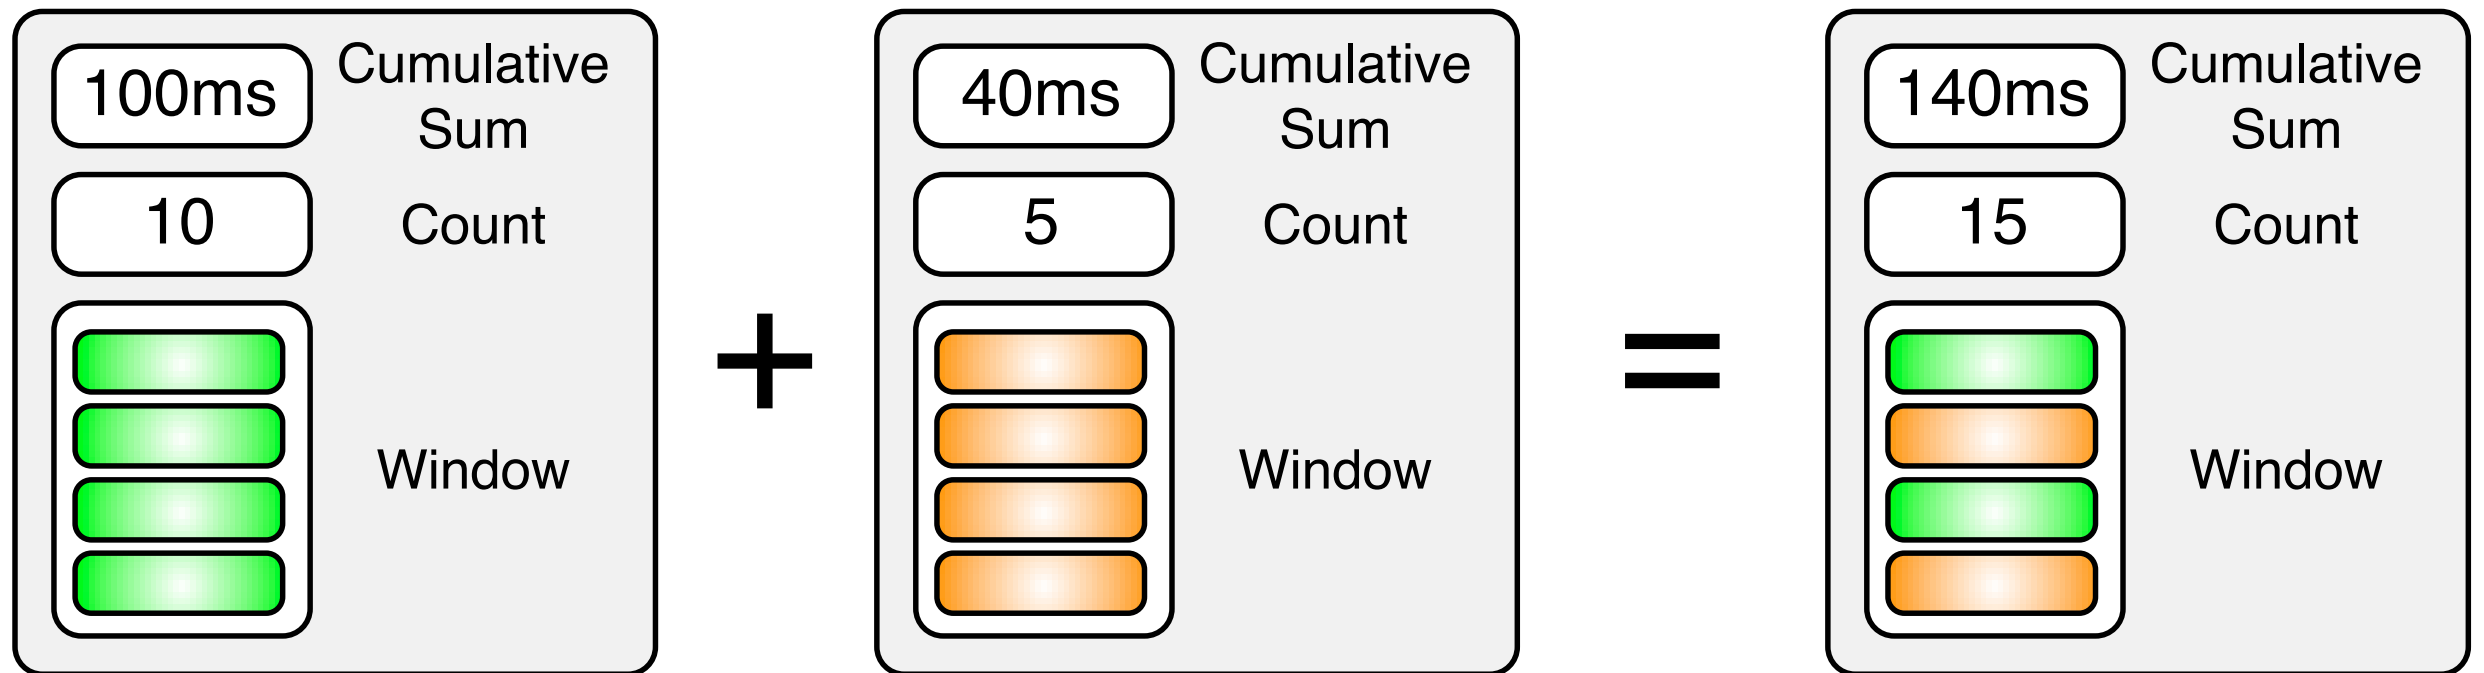 100ms
Cumulative
Sum
10
Count
Window
+
40ms
Cumulative
Sum
5
Count
Window
=
140ms
Cumulative
Sum
15
Count
Window